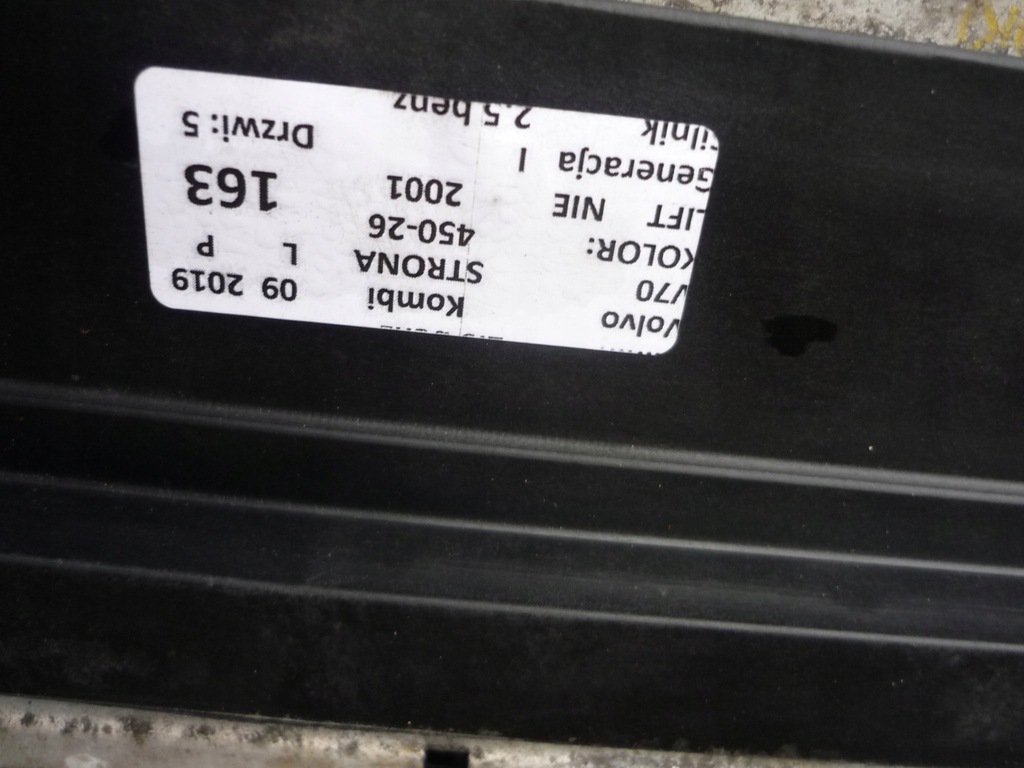 Volvo Kombi 09 2019
V70 STRONA L P
KOLOR: 450-26
LIFT NIE 2001 163
Generacja I Drzwi: 5
Silnik 2,5 benz